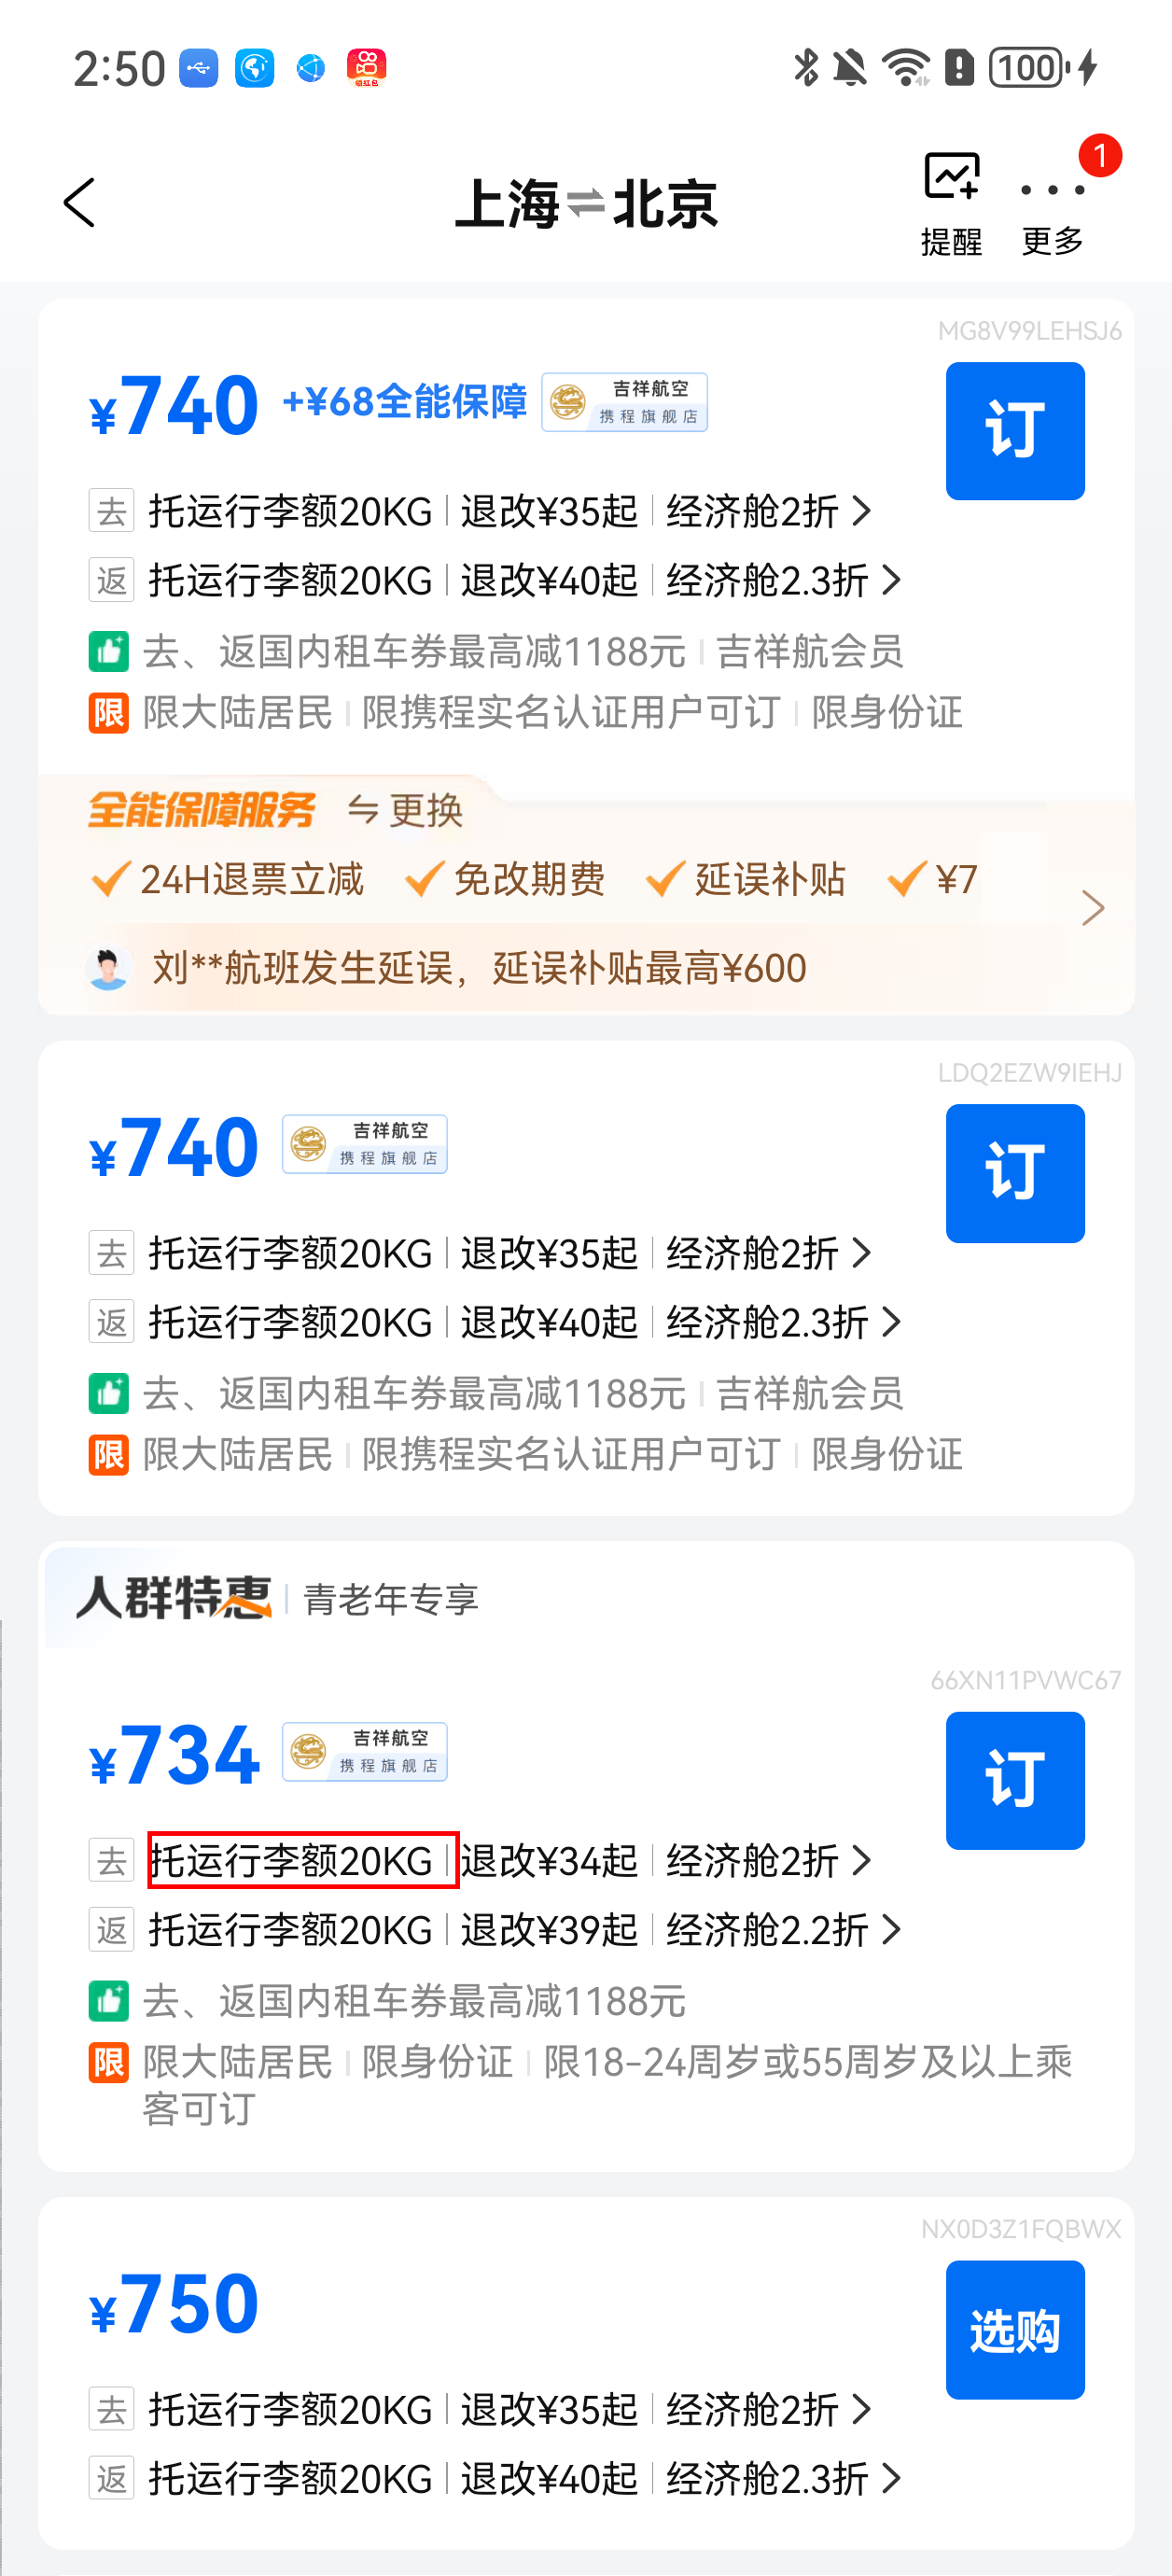 2:50
100
上海⇌北京
1
提醒 更多
MG8V99LEHSJ6
¥740 +¥68全能保障 吉祥航空 携程旗舰店
订
去 托运行李额20KG 退改¥35起 经济舱2折
返 托运行李额20KG 退改¥40起 经济舱2.3折
去、返国内租车券最高减1188元 吉祥航会员
限 限大陆居民 限携程实名认证用户可订 限身份证
全能保障服务 ⇋更换
24H退票立减 免改期费 延误补贴 ¥7
刘**航班发生延误，延误补贴最高¥600
LDQ2EZW9IEHJ
¥740 吉祥航空 携程旗舰店
订
去 托运行李额20KG 退改¥35起 经济舱2折
返 托运行李额20KG 退改¥40起 经济舱2.3折
去、返国内租车券最高减1188元 吉祥航会员
限 限大陆居民 限携程实名认证用户可订 限身份证
人群特惠 青老年专享
66XN11PVWC67
¥734 吉祥航空 携程旗舰店
订
去 托运行李额20KG 退改¥34起 经济舱2折
返 托运行李额20KG 退改¥39起 经济舱2.2折
去、返国内租车券最高减1188元
限 限大陆居民 限身份证 限18-24周岁或55周岁及以上乘
客可订
NX0D3Z1FQBWX
¥750
选购
去 托运行李额20KG 退改¥35起 经济舱2折
返 托运行李额20KG 退改¥40起 经济舱2.3折